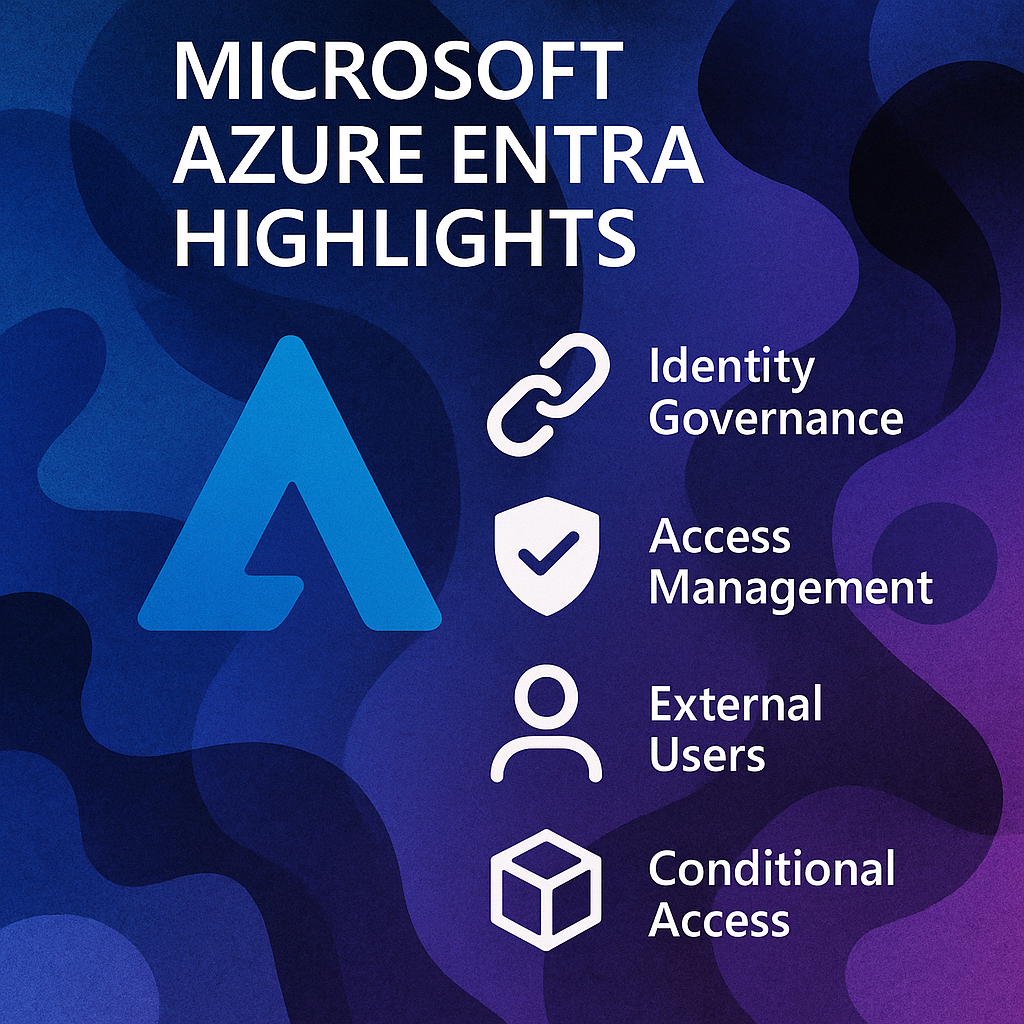 MICROSOFT
AZURE ENTRA
HIGHLIGHTS
Identity
Governance
Access
Management
External
Users
Conditional
Access